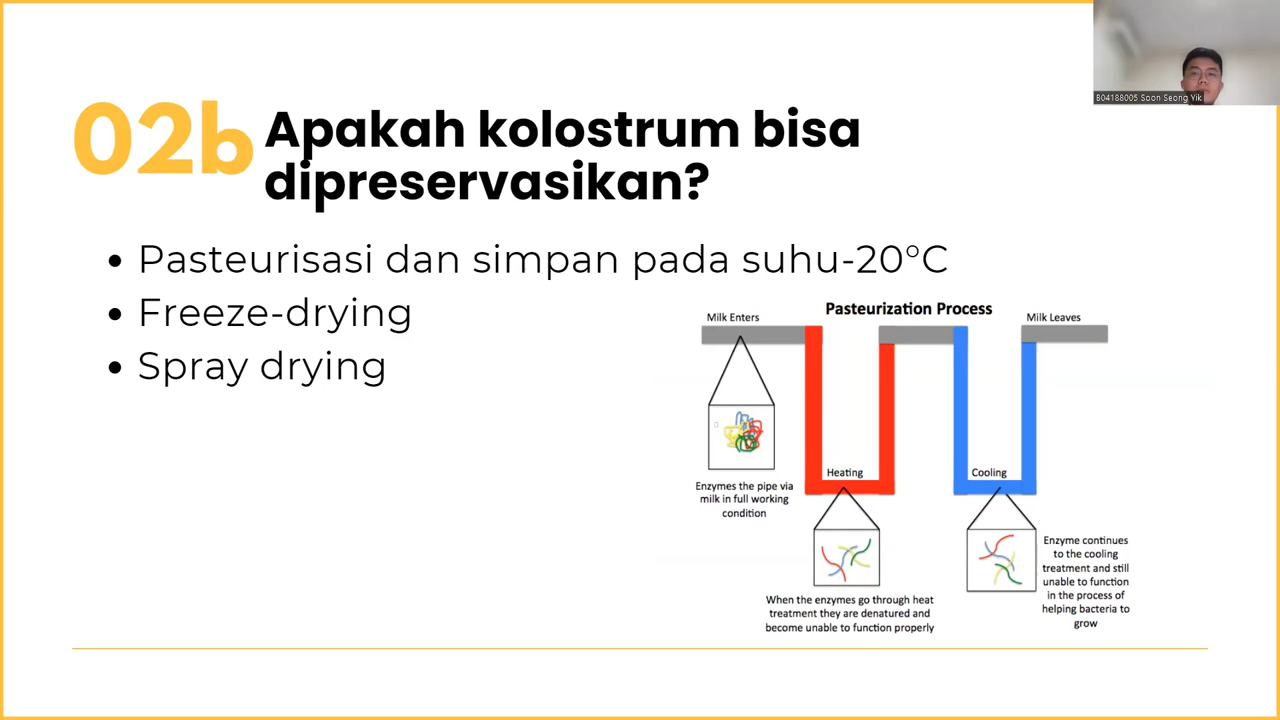 B04188005 Soon Seong Yik
02b
Apakah kolostrum bisa
dipreservasikan?
• Pasteurisasi dan simpan pada suhu-20°C
• Freeze-drying
• Spray drying
Pasteurization Process
Milk Enters
Milk Leaves
Heating
Cooling
Enzymes the pipe via
milk in full working
condition
When the enzymes go through heat
treatment they are denatured and
become unable to function properly
Enzyme continues
to the cooling
treatment and still
unable to function
in the process of
helping bacteria to
grow